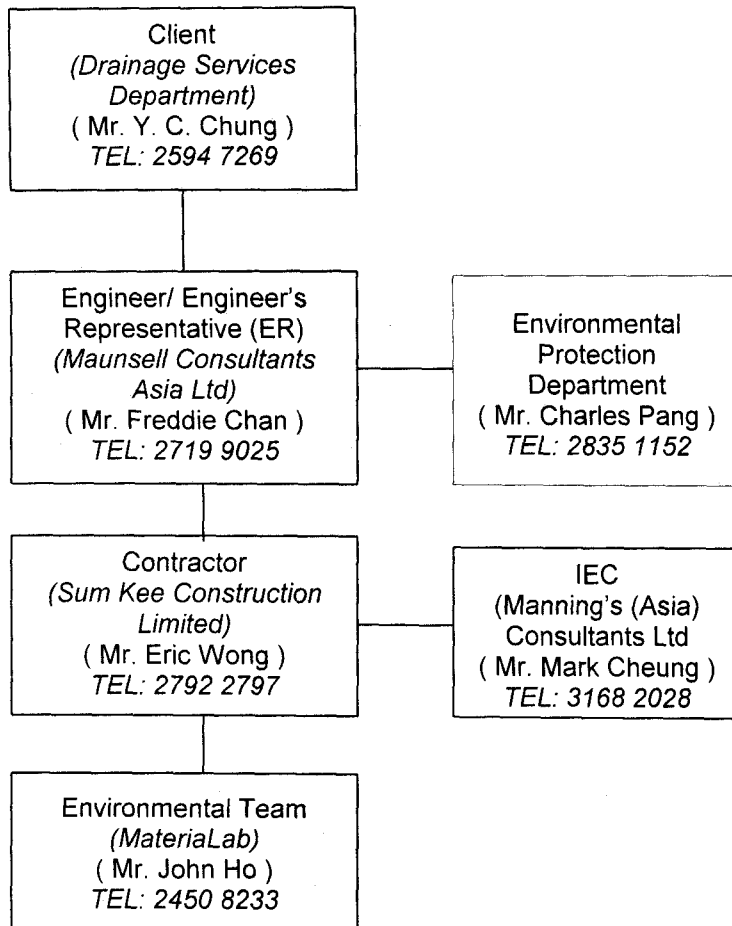 Client
(Drainage Services
Department)
( Mr. Y. C. Chung )
TEL: 2594 7269
Engineer/ Engineer's
Representative (ER)
(Maunsell Consultants
Asia Ltd)
( Mr. Freddie Chan )
TEL: 2719 9025
Environmental
Protection
Department
( Mr. Charles Pang )
TEL: 2835 1152
Contractor
(Sum Kee Construction
Limited)
( Mr. Eric Wong )
TEL: 2792 2797
IEC
(Manning's (Asia)
Consultants Ltd
( Mr. Mark Cheung )
TEL: 3168 2028
Environmental Team
(MateriaLab)
( Mr. John Ho )
TEL: 2450 8233